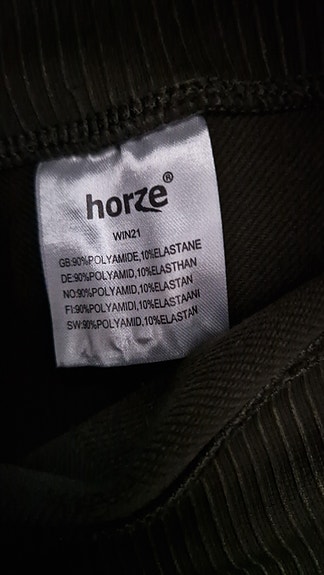 horze®
WIN21
GB:90%POLYAMIDE,10%ELASTANE
DE:90%POLYAMID,10%ELASTHAN
NO:90%POLYAMID,10%ELASTAN
FI:90%POLYAMIDI,10%ELASTAANI
SW:90%POLYAMID,10%ELASTAN